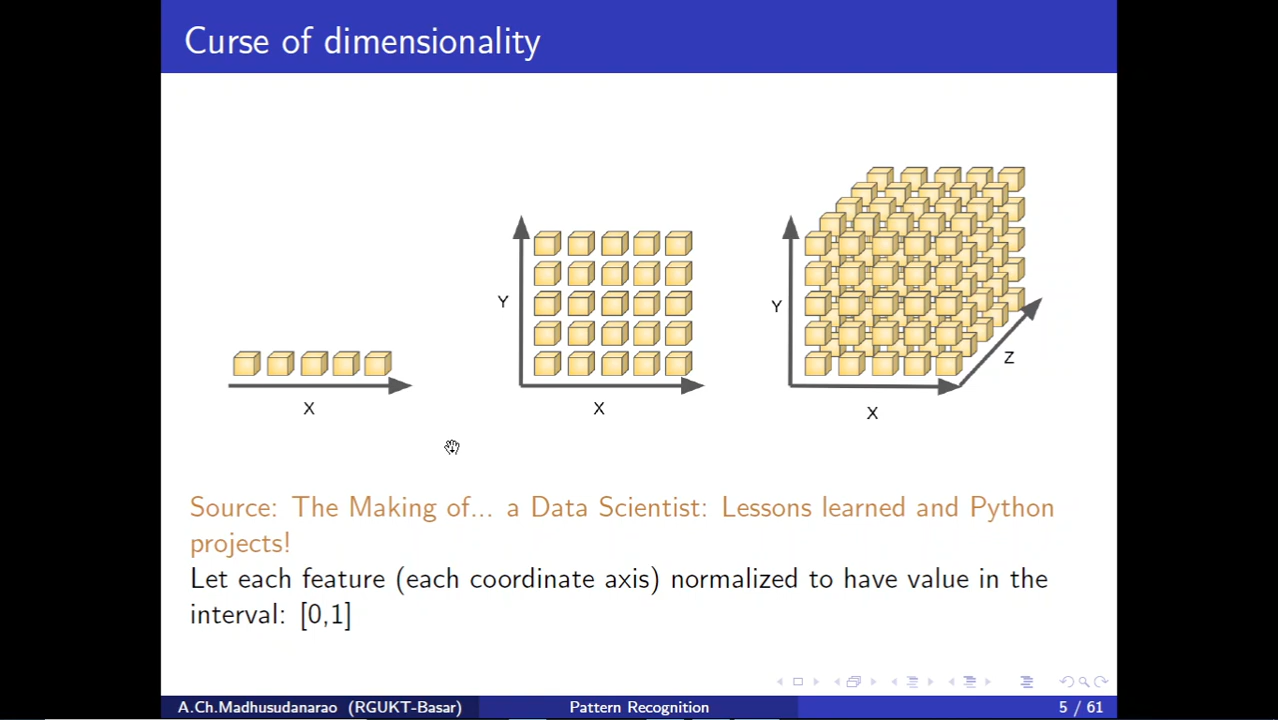 Curse of dimensionality
X
Y
X
Y
X
Z
Source: The Making of... a Data Scientist: Lessons learned and Python
projects!
Let each feature (each coordinate axis) normalized to have value in the
interval: [0,1]
A.Ch.Madhusudanarao (RGUKT-Basar)
Pattern Recognition
5 / 61